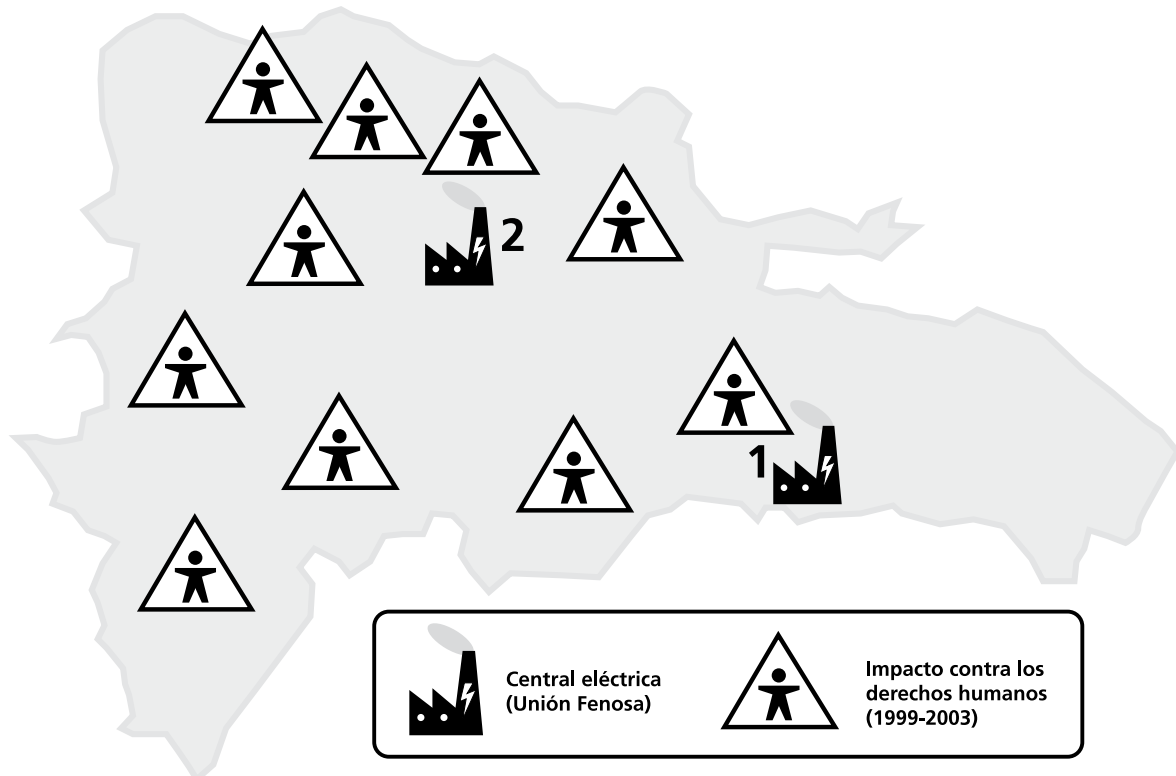 2
1
Central eléctrica
(Unión Fenosa)
Impacto contra los
derechos humanos
(1999-2003)